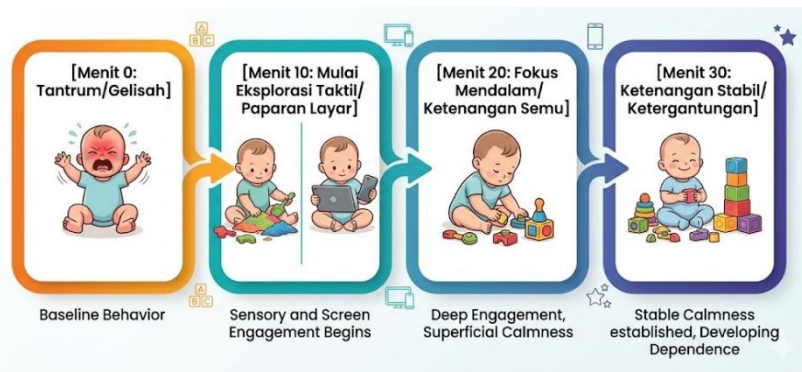 [Menit 0:
Tantrum/Gelisah]
[Menit 10: Mulai
Eksplorasi Taktil/
Paparan Layar]
[Menit 20: Fokus
Mendalam/
Ketenangan Semu]
[Menit 30:
Ketenangan Stabil/
Ketergantungan]
Baseline Behavior
Sensory and Screen
Engagement Begins
Deep Engagement,
Superficial Calmness
Stable Calmness
established, Developing
Dependence
A
B C
A
B C